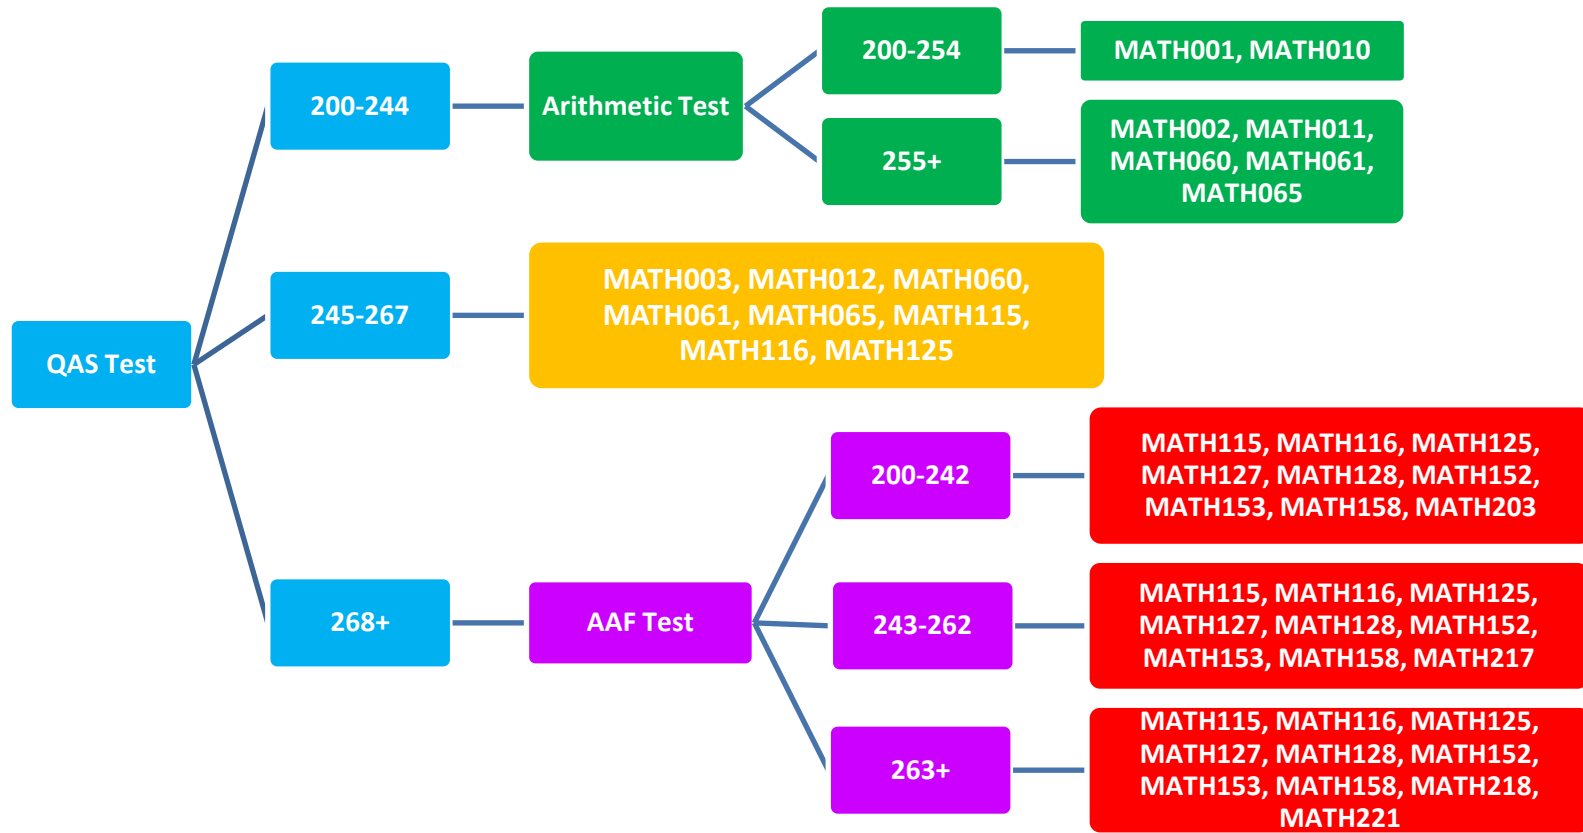 QAS Test
200-244
Arithmetic Test
200-254
MATH001, MATH010
255+
MATH002, MATH011,
MATH060, MATH061,
MATH065
245-267
MATH003, MATH012, MATH060,
MATH061, MATH065, MATH115,
MATH116, MATH125
268+
AAF Test
200-242
MATH115, MATH116, MATH125,
MATH127, MATH128, MATH152,
MATH153, MATH158, MATH203
243-262
MATH115, MATH116, MATH125,
MATH127, MATH128, MATH152,
MATH153, MATH158, MATH217
263+
MATH115, MATH116, MATH125,
MATH127, MATH128, MATH152,
MATH153, MATH158, MATH218,
MATH221